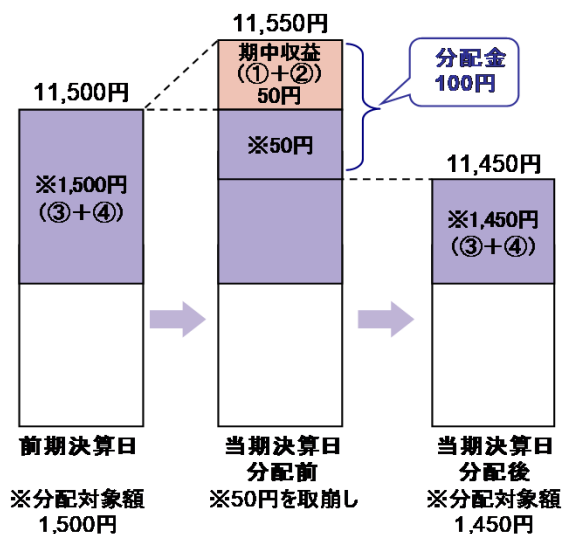 11,550円
期中収益
(①+②)
50円
分配金
100円
11,500円
※50円
11,450円
※1,500円
(③+④)
※1,450円
(③+④)
前期決算日
当期決算日
分配前
当期決算日
分配後
※分配対象額
1,500円
※50円を取崩し
※分配対象額
1,450円